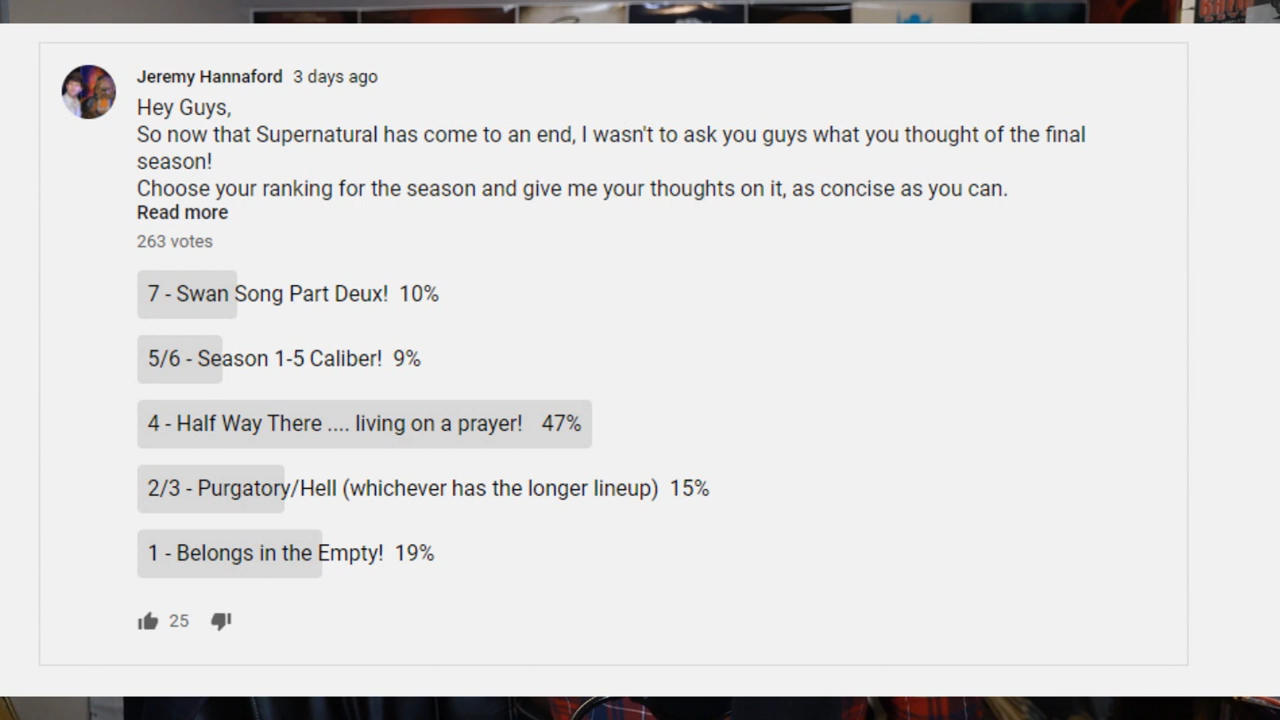 Jeremy Hannaford 3 days ago
Hey Guys,
So now that Supernatural has come to an end, I wasn't to ask you guys what you thought of the final
season!
Choose your ranking for the season and give me your thoughts on it, as concise as you can.
Read more
263 votes
7 - Swan Song Part Deux! 10%
5/6 - Season 1-5 Caliber! 9%
4 - Half Way There .... living on a prayer! 47%
2/3 - Purgatory/Hell (whichever has the longer lineup) 15%
1 - Belongs in the Empty! 19%
25